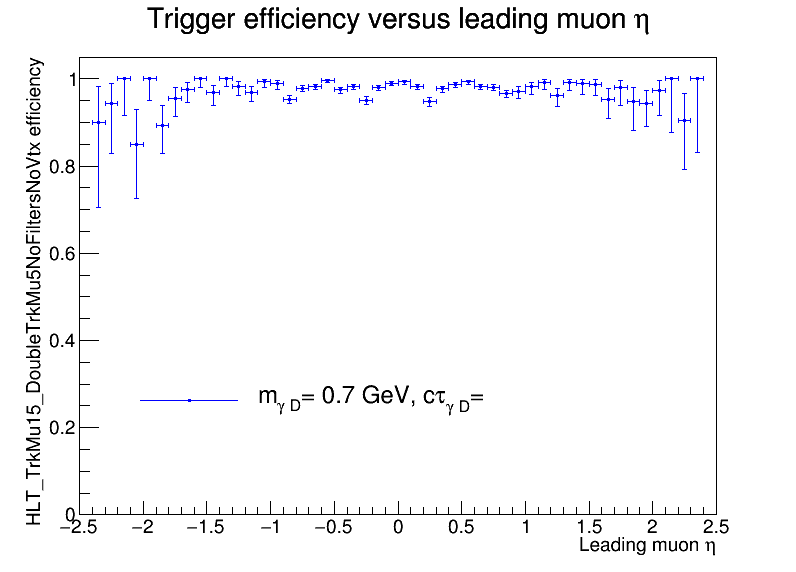 Trigger efficiency versus leading muon η
HLT_TrkMu15_DoubleTrkMu5NoFiltersNoVtx efficiency
1
0.8
0.6
0.4
0.2
0
m_γ D= 0.7 GeV, cτ_γ D=
−2.5 −2 −1.5 −1 −0.5 0 0.5 1 1.5 2 2.5
Leading muon η